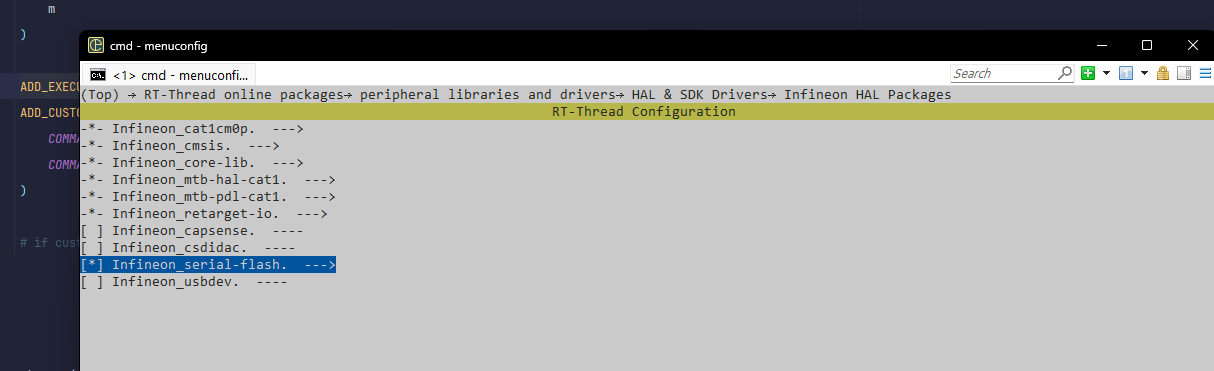 m
)
cmd - menuconfig
<1> cmd - menuconfi...
Search
ADD_EXECU
(Top) → RT-Thread online packages→ peripheral libraries and drivers→ HAL & SDK Drivers→ Infineon HAL Packages
ADD_CUSTO
RT-Thread Configuration
-*- Infineon_cat1cm0p.  --->
COMMA
-*- Infineon_cmsis.  --->
COMMA
-*- Infineon_core-lib.  --->
-*- Infineon_mtb-hal-cat1.  --->
)
-*- Infineon_mtb-pdl-cat1.  --->
-*- Infineon_retarget-io.  --->
[ ] Infineon_capsense.  ----
# if cust
[ ] Infineon_csdidac.  ----
[*] Infineon_serial-flash.  --->
[ ] Infineon_usbdev.  ----